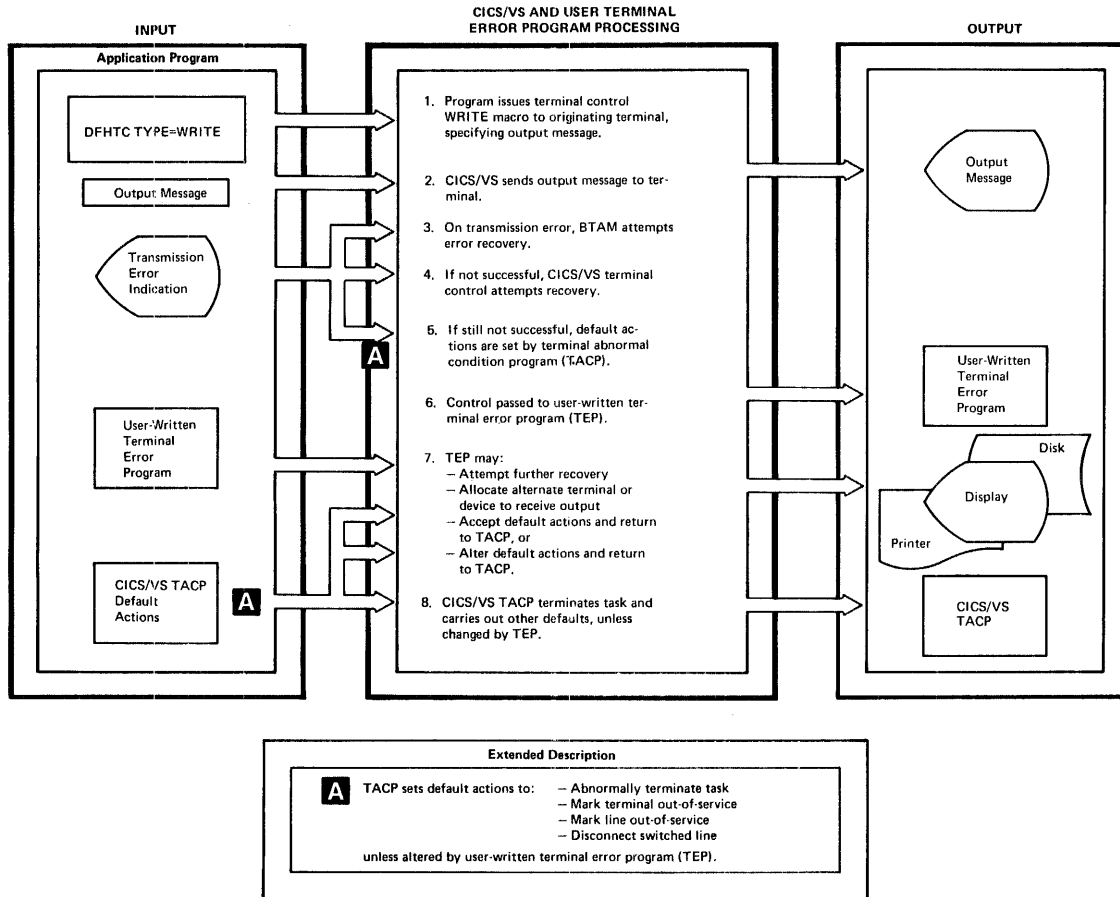 CICS/VS AND USER TERMINAL
ERROR PROGRAM PROCESSING
INPUT
OUTPUT
Application Program
DFHTC TYPE=WRITE
Output Message
Transmission
Error
Indication
User-Written
Terminal
Error
Program
CICS/VS TACP
Default
Actions
A
1. Program issues terminal control
WRITE macro to originating terminal,
specifying output message.
2. CICS/VS sends output message to ter-
minal.
3. On transmission error, BTAM attempts
error recovery.
4. If not successful, CICS/VS terminal
control attempts recovery.
5. If still not successful, default ac-
tions are set by terminal abnormal
condition program (TACP).
A
6. Control passed to user-written ter-
minal error program (TEP).
7. TEP may:
– Attempt further recovery
– Allocate alternate terminal or
device to receive output
– Accept default actions and return
to TACP, or
– Alter default actions and return
to TACP.
8. CICS/VS TACP terminates task and
carries out other defaults, unless
changed by TEP.
Output
Message
User-Written
Terminal
Error
Program
Disk
Display
Printer
CICS/VS
TACP
Extended Description
A TACP sets default actions to: – Abnormally terminate task
– Mark terminal out-of-service
– Mark line out-of-service
– Disconnect switched line
unless altered by user-written terminal error program (TEP).